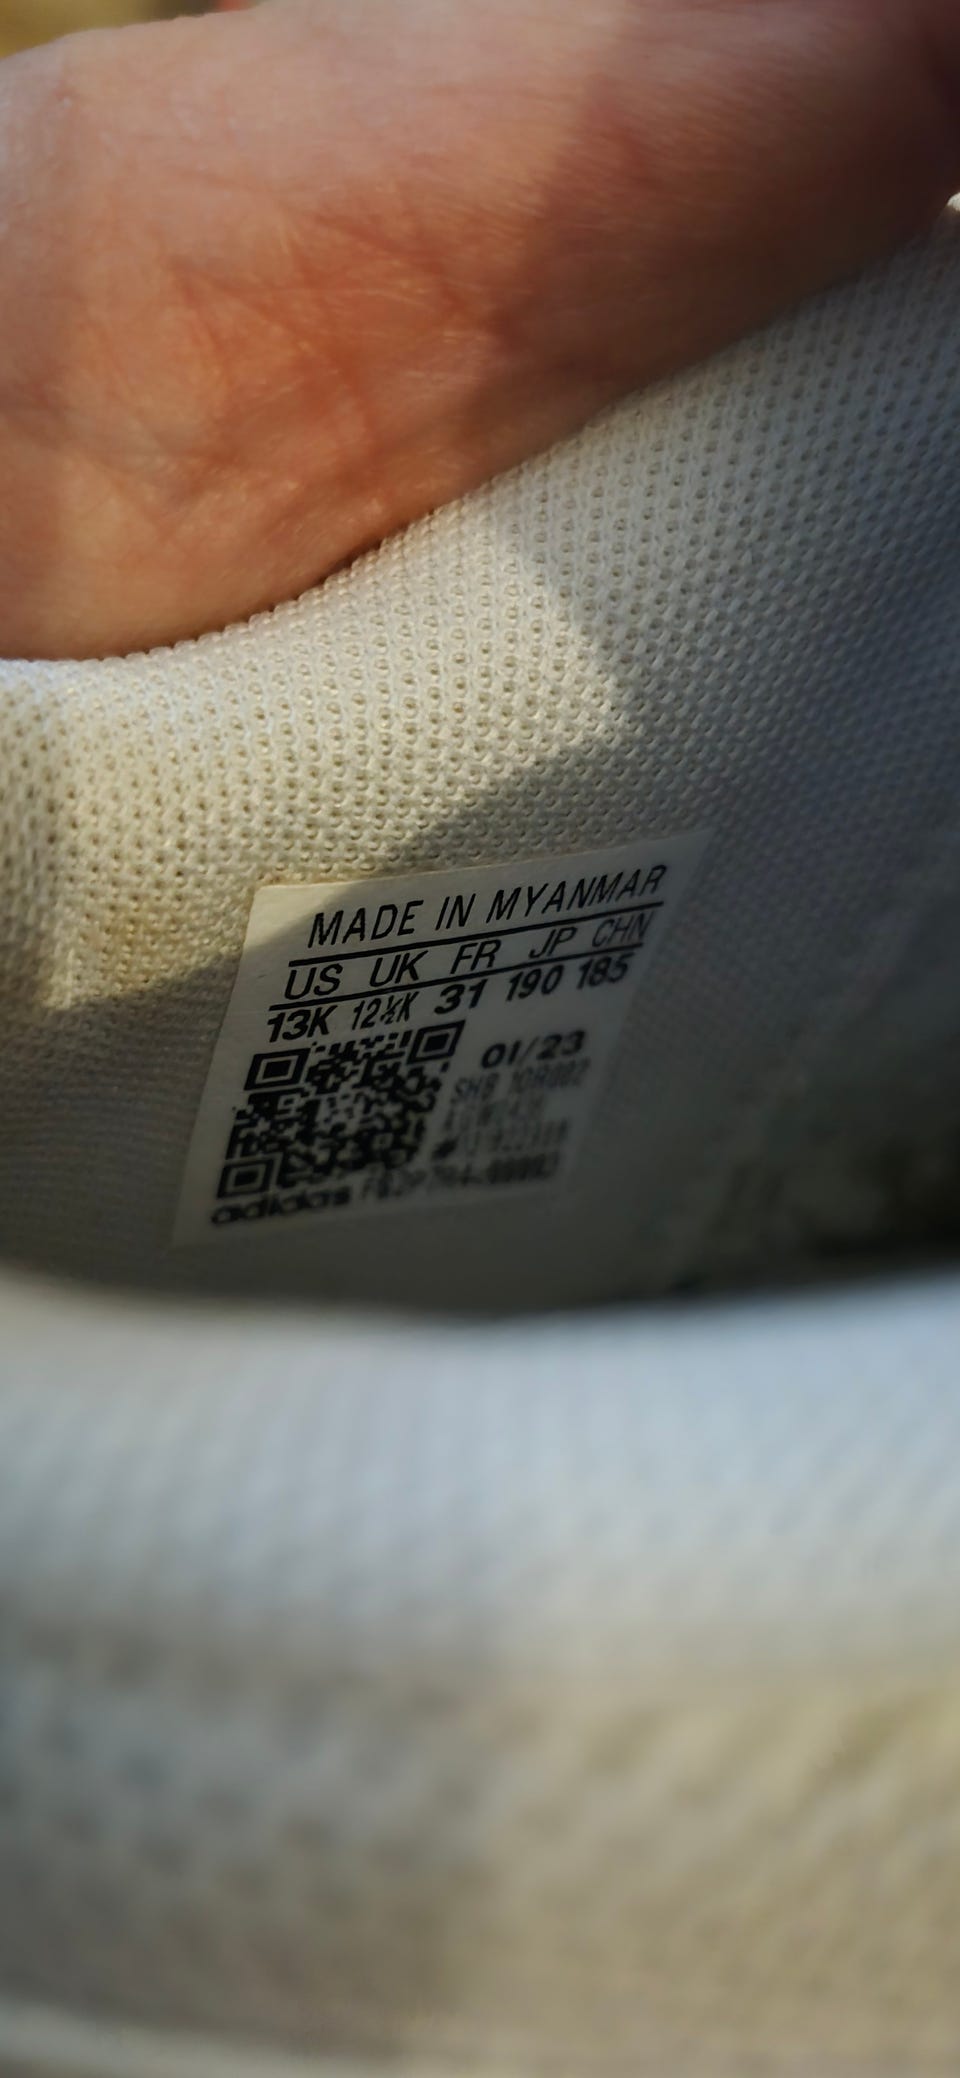 MADE IN MYANMAR
US UK FR JP CHN
13K 12½K 31 190 185
01/23
adidas